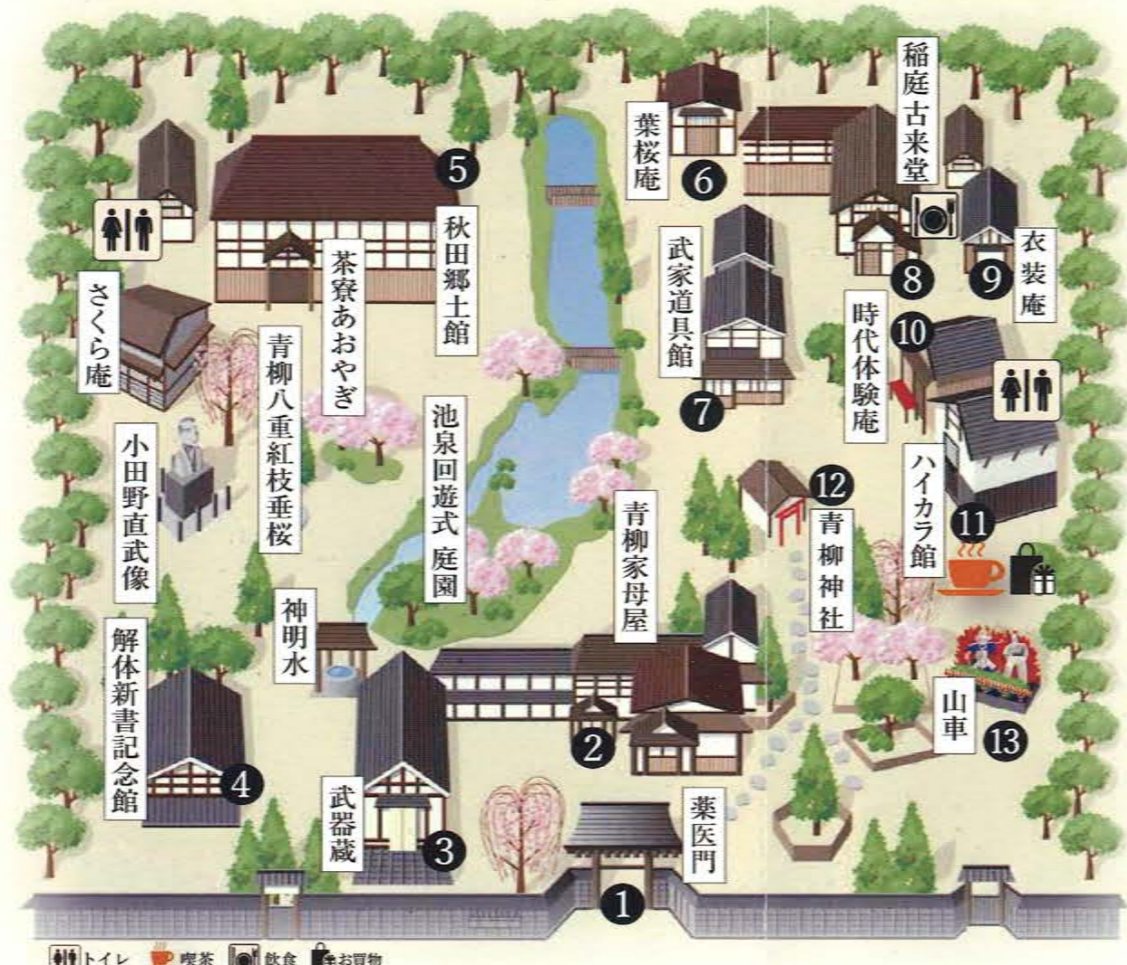 稲庭古来堂
葉桜庵
6
5
秋田郷土館
茶寮あおやぎ
武家道具館
7
8
9
衣装庵
10
時代体験庵
さくら庵
青柳八重紅枝垂桜
小田野直武像
池泉回遊式 庭園
ハイカラ館
11
12
青柳神社
青柳家母屋
2
神明水
解体新書記念館
4
武器蔵
3
薬医門
1
山車
13
トイレ 喫茶 飲食 お買物